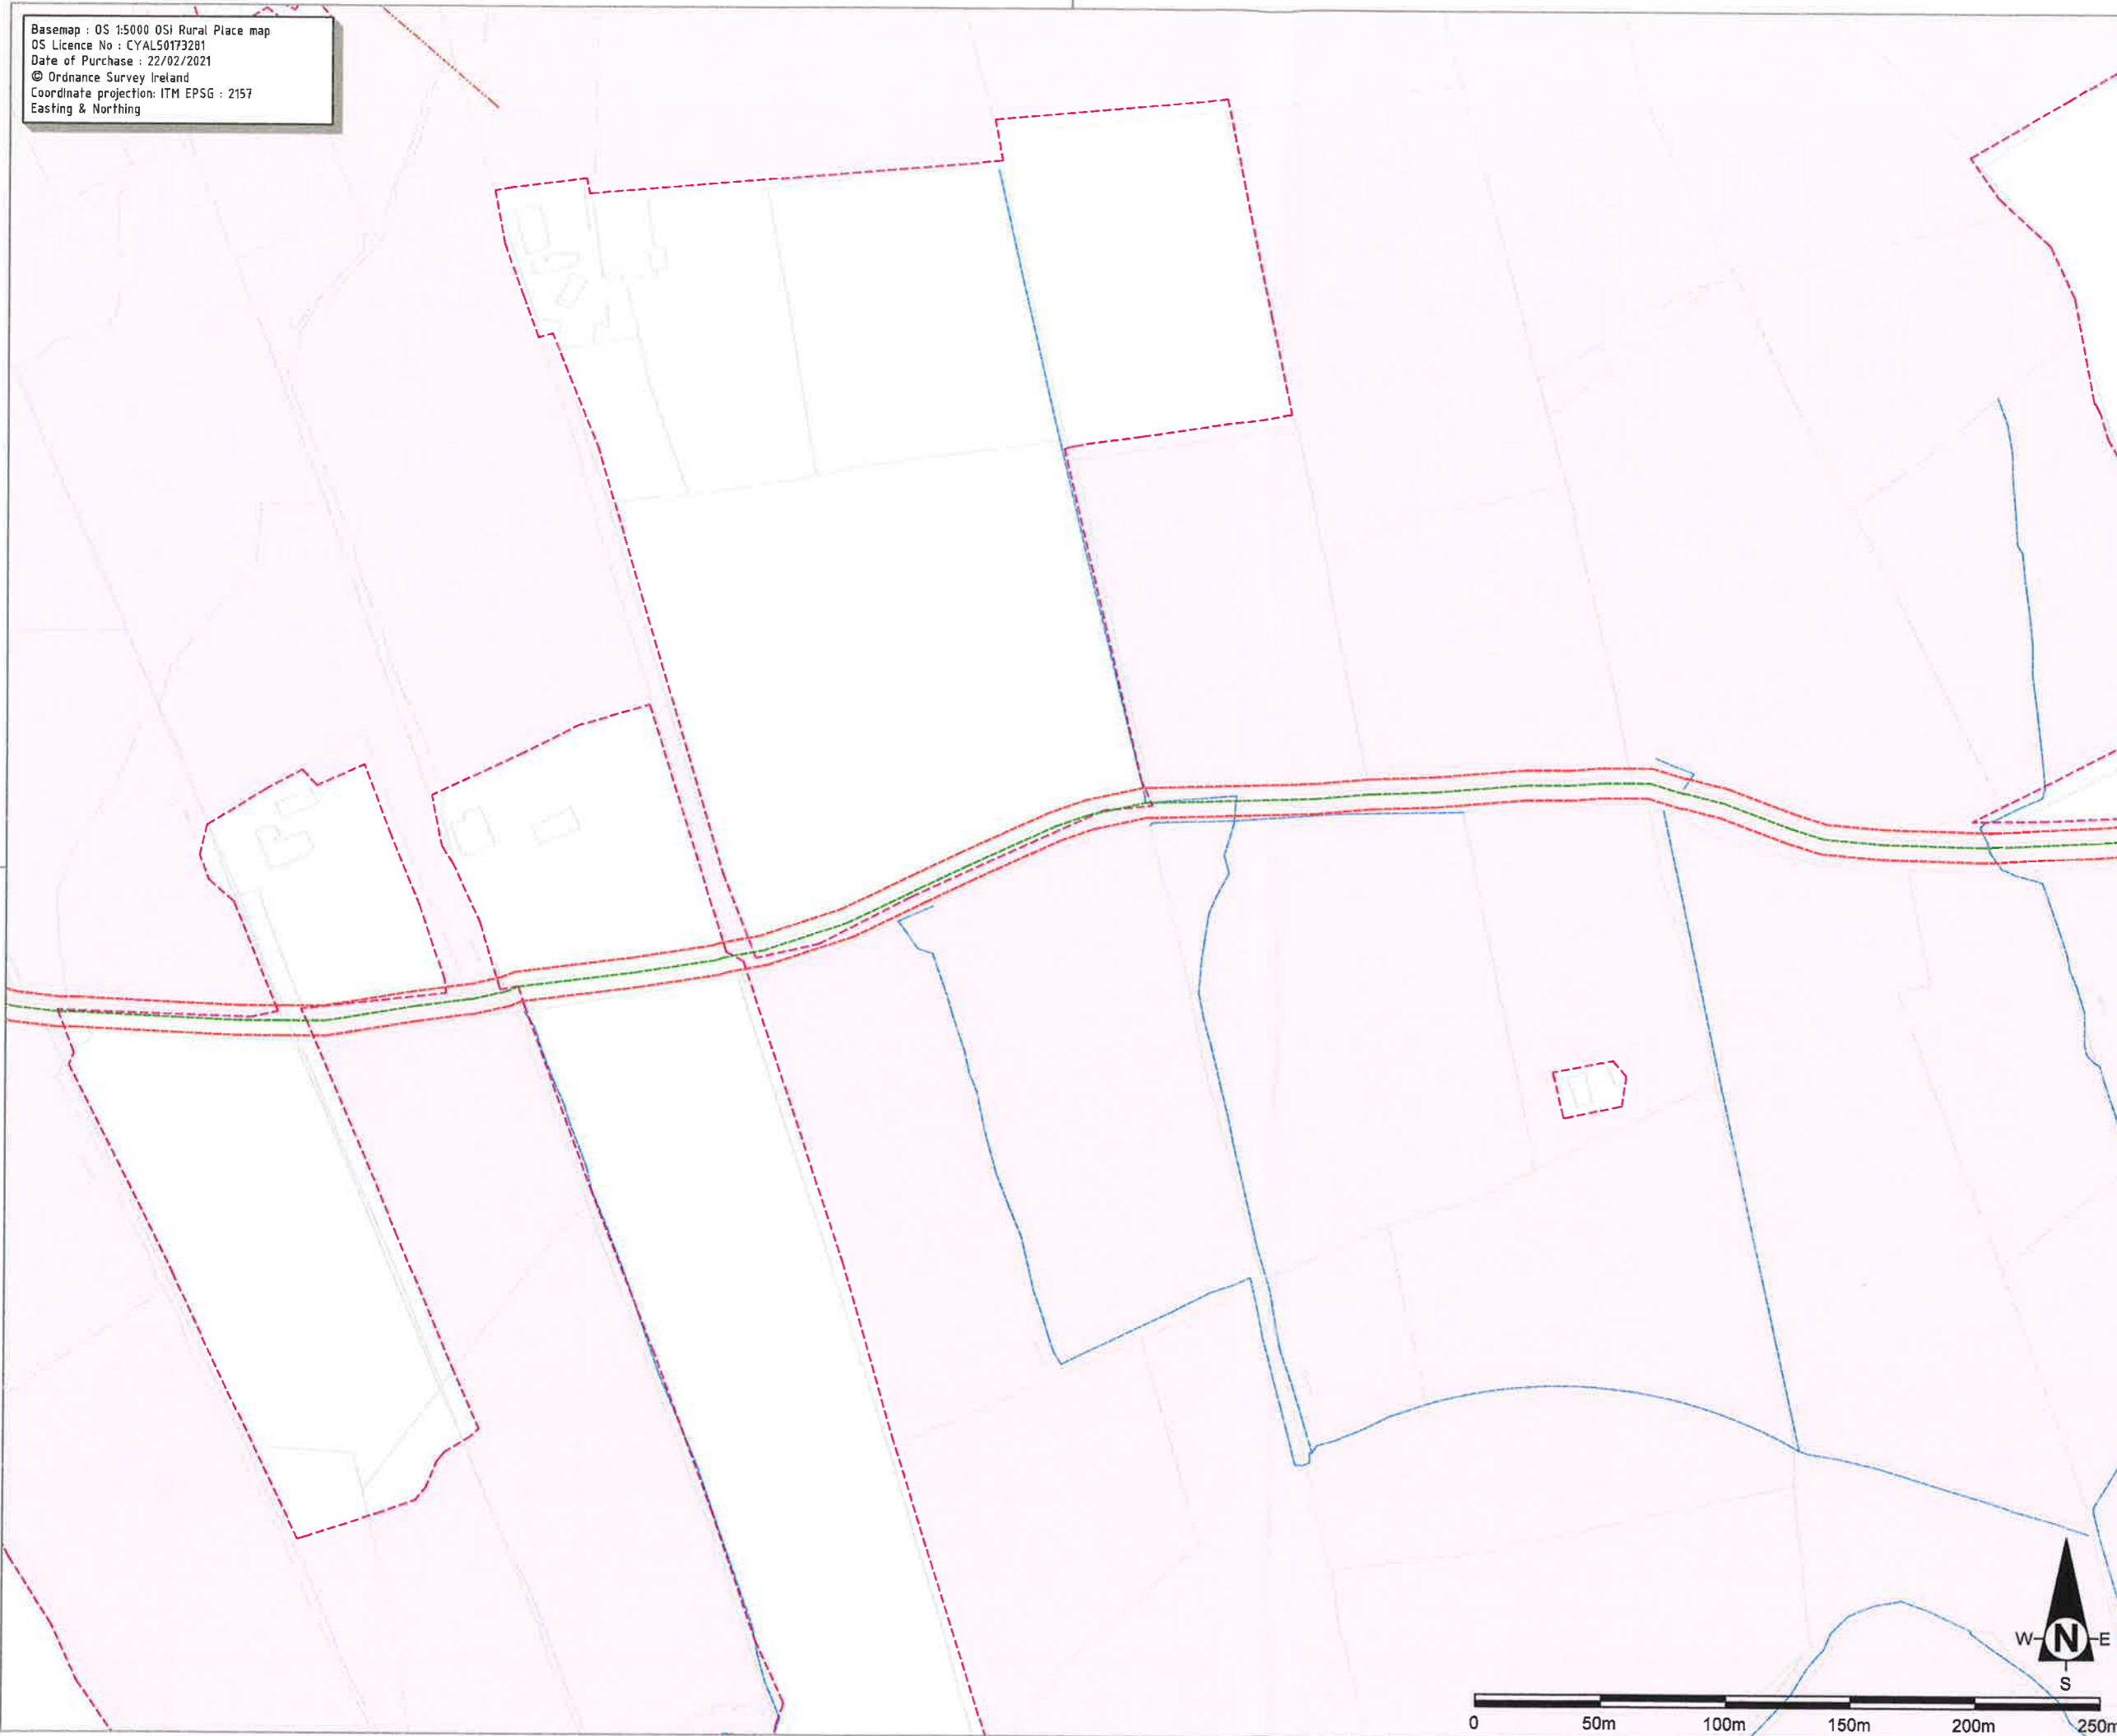 Basemap : OS 1:5000 OSI Rural Place map
OS Licence No : CYAL50173281
Date of Purchase : 22/02/2021
© Ordnance Survey Ireland
Coordinate projection: ITM EPSG : 2157
Easting & Northing
W N E
S
0 50m 100m 150m 200m 250m